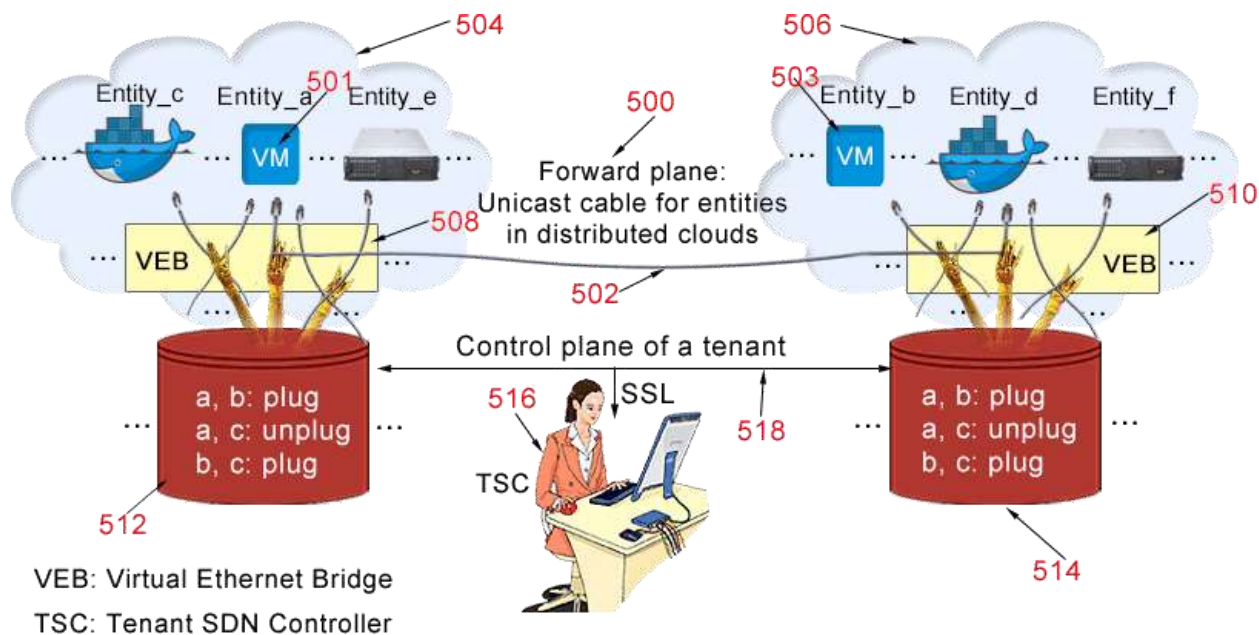 504
506
501
503
Entity_c Entity_a Entity_e
500
Entity_b Entity_d Entity_f
... ... VM ... ...
... VM ... ... ...
Forward plane:
Unicast cable for entities
in distributed clouds
508
510
... VEB ...
... VEB ...
502
... ...
... ...
Control plane of a tenant
SSL
516
518
a, b: plug
a, c: unplug
b, c: plug
... ...
TSC
a, b: plug
a, c: unplug
b, c: plug
... ...
512
514
VEB: Virtual Ethernet Bridge
TSC: Tenant SDN Controller